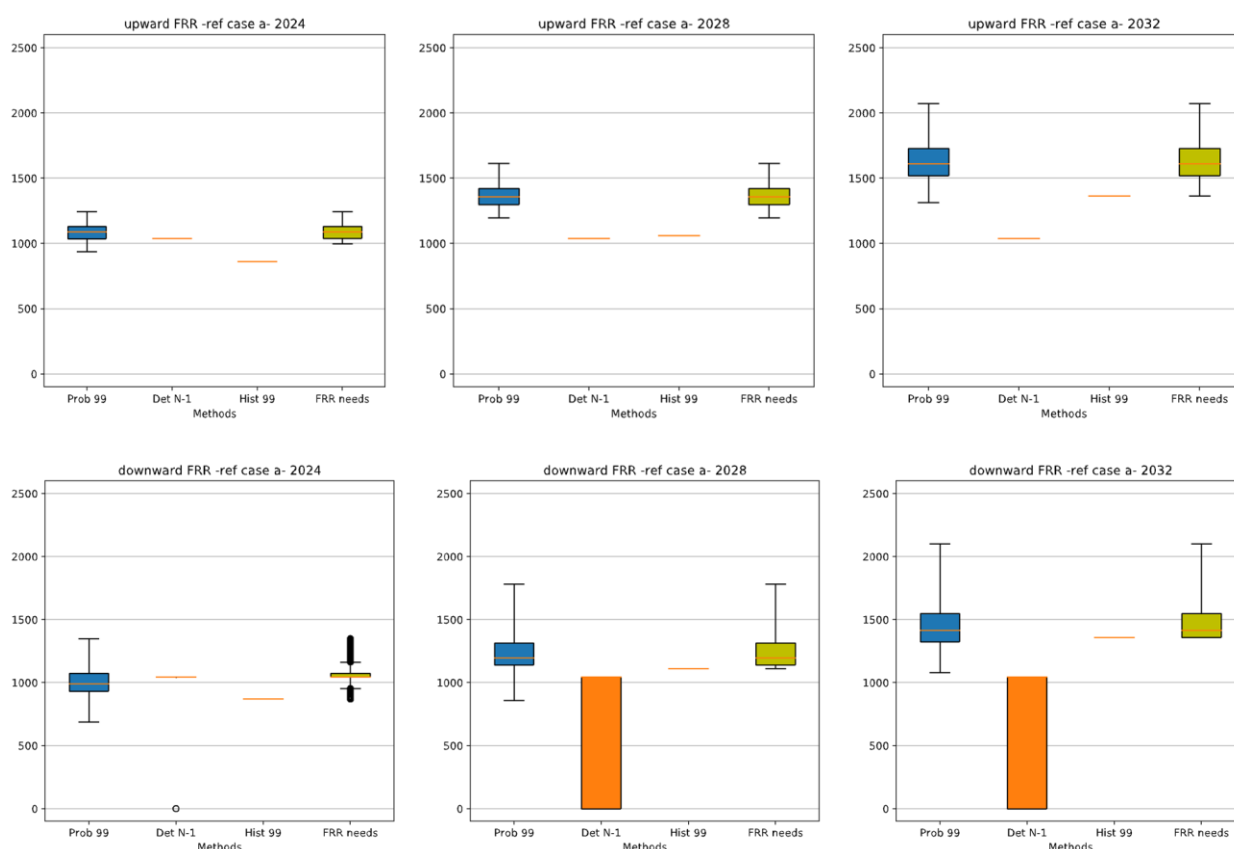 upward FRR -ref case a- 2024
2500
2000
1500
1000
500
0
Prob 99 Det N-1 Hist 99 FRR needs
Methods
upward FRR -ref case a- 2028
2500
2000
1500
1000
500
0
Prob 99 Det N-1 Hist 99 FRR needs
Methods
upward FRR -ref case a- 2032
2500
2000
1500
1000
500
0
Prob 99 Det N-1 Hist 99 FRR needs
Methods
downward FRR -ref case a- 2024
2500
2000
1500
1000
500
0
Prob 99 Det N-1 Hist 99 FRR needs
Methods
downward FRR -ref case a- 2028
2500
2000
1500
1000
500
0
Prob 99 Det N-1 Hist 99 FRR needs
Methods
downward FRR -ref case a- 2032
2500
2000
1500
1000
500
0
Prob 99 Det N-1 Hist 99 FRR needs
Methods